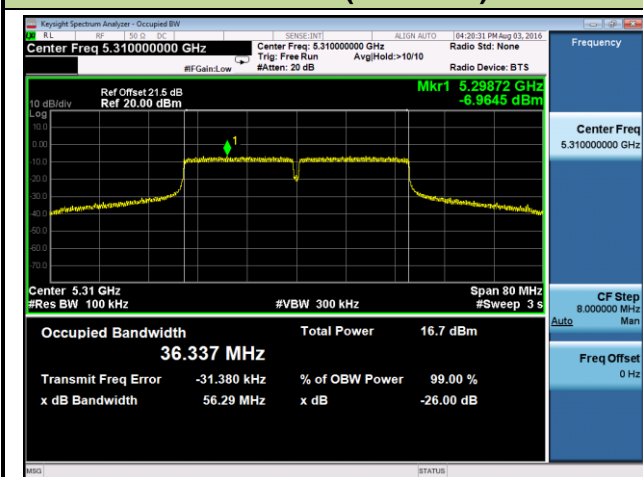 Keysight Spectrum Analyzer - Occupied BW
RL RF 50 Ω DC SENSE:INT ALIGN AUTO 04:20:31 PM Aug 03, 2016
Center Freq 5.310000000 GHz
Center Freq: 5.310000000 GHz
Radio Std: None
Trig: Free Run Avg|Hold:>10/10
#IFGain:Low #Atten: 20 dB Radio Device: BTS
Frequency
Ref Offset 21.5 dB
10 dB/div Ref 20.00 dBm
Mkr1 5.29872 GHz
-6.9645 dBm
Log
10.0
0.00
-10.0
-20.0
-30.0
-40.0
-50.0
-60.0
-70.0
1
Center 5.31 GHz Span 80 MHz
#Res BW 100 kHz #VBW 300 kHz #Sweep 3 s
Occupied Bandwidth Total Power 16.7 dBm
36.337 MHz
Transmit Freq Error -31.380 kHz % of OBW Power 99.00 %
x dB Bandwidth 56.29 MHz x dB -26.00 dB
Center Freq
5.310000000 GHz
CF Step
8.000000 MHz
Auto Man
Freq Offset
0 Hz
MSG STATUS